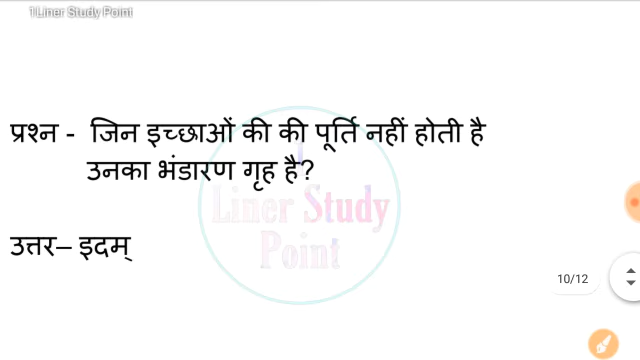 1Liner Study Point
प्रश्न - जिन इच्छाओं की की पूर्ति नहीं होती है
उनका भंडारण गृह है?
1
Liner Study
Point
उत्तर– इदम्
10/12